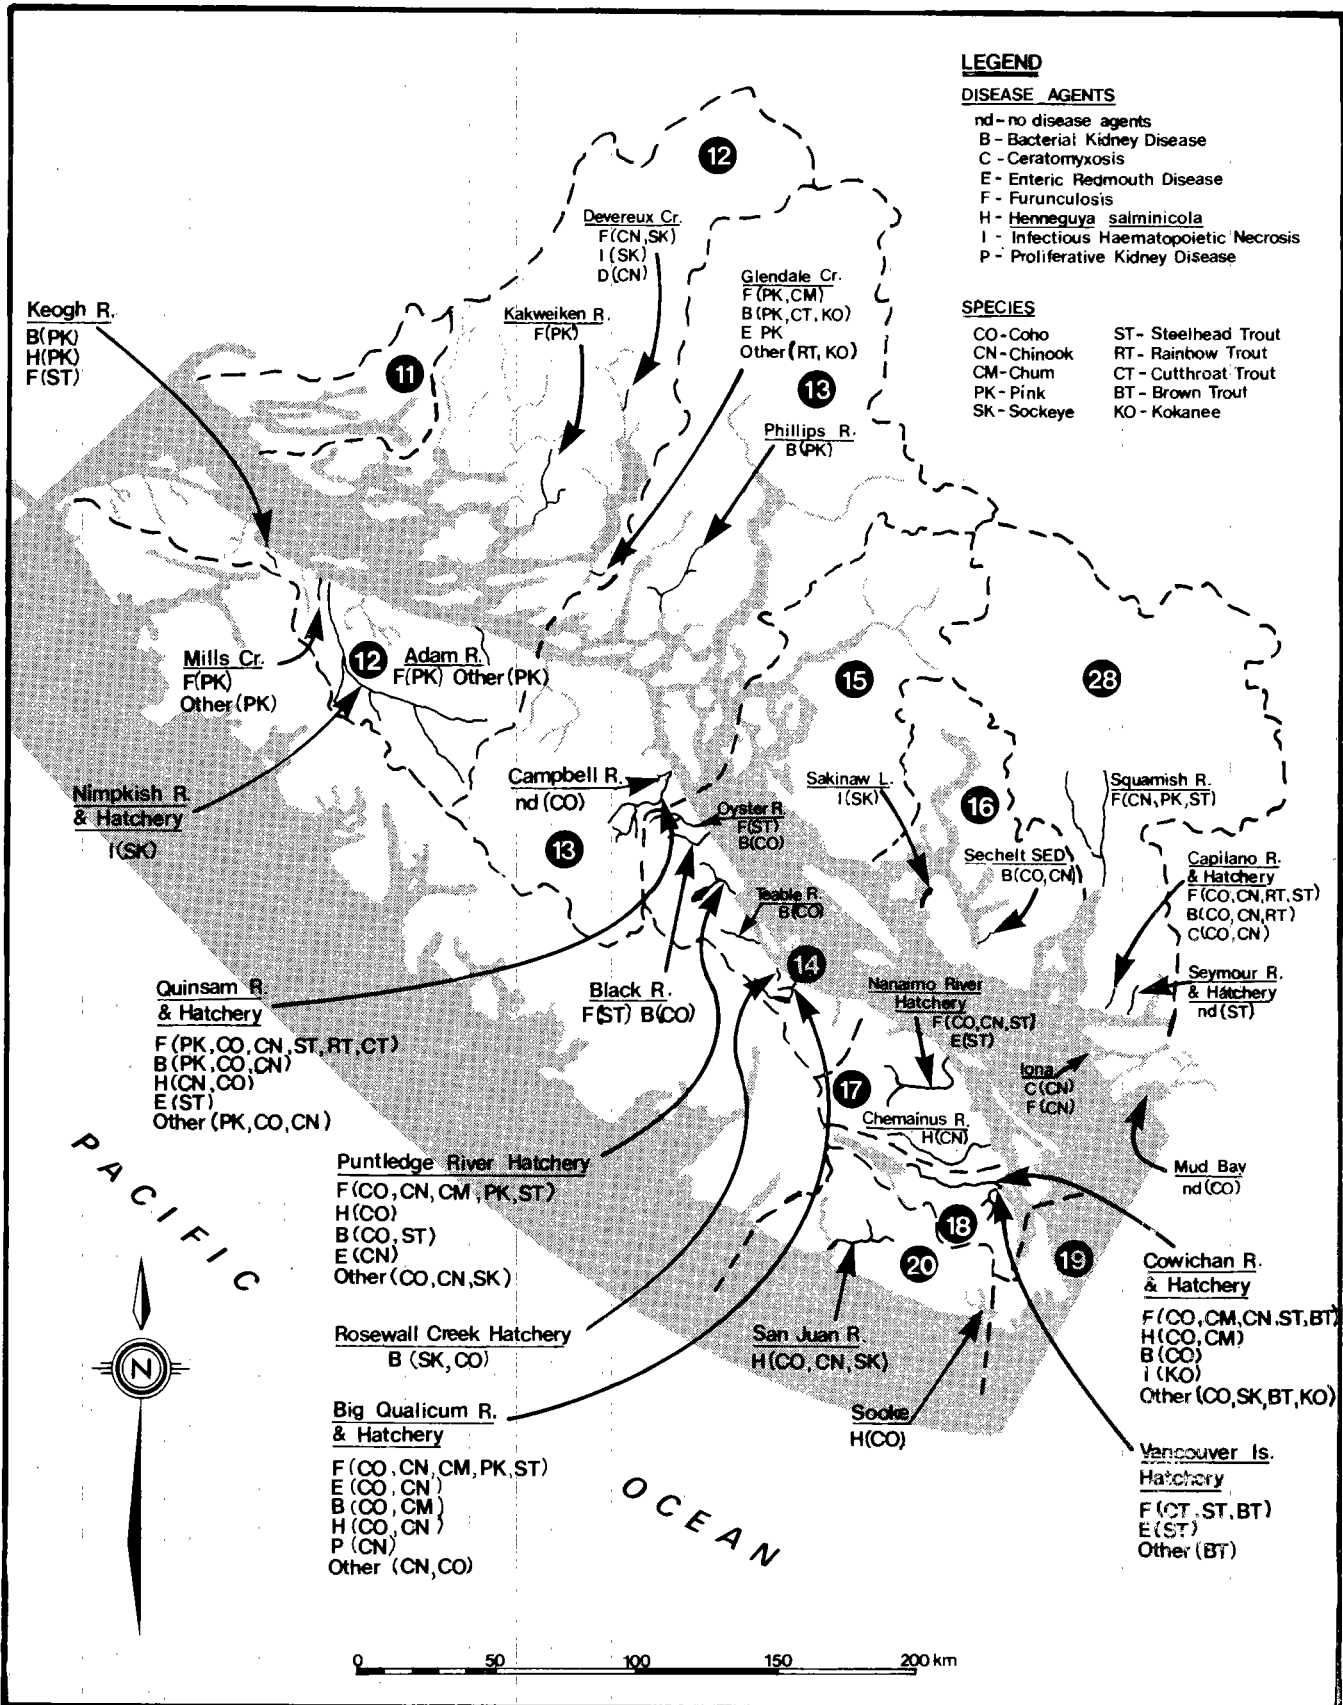 LEGEND
DISEASE AGENTS
nd - no disease agents
B - Bacterial Kidney Disease
C - Ceratomyxosis
E - Enteric Redmouth Disease
F - Furunculosis
H - Henneguya salminicola
I - Infectious Haematopoietic Necrosis
P - Proliferative Kidney Disease
SPECIES
CO - Coho
CN - Chinook
CM - Chum
PK - Pink
SK - Sockeye
ST - Steelhead Trout
RT - Rainbow Trout
CT - Cutthroat Trout
BT - Brown Trout
KO - Kokanee
12
Devereux Cr.
F(CN,SK)
I(SK)
D(CN)
Glendale Cr.
F(PK,CM)
B(PK,CT,KO)
E PK
Other(RT,KO)
Keogh R.
B(PK)
H(PK)
F(ST)
Kakweiken R.
F(PK)
11
13
Phillips R.
B(PK)
Mills Cr.
F(PK)
Other(PK)
12
Adam R.
F(PK) Other(PK)
15
28
Nimpkish R.
& Hatchery
I(SK)
Campbell R.
nd(CO)
13
Oyster R.
F(ST)
B(CO)
Sakinaw L.
I(SK)
16
Squamish R.
F(CN,PK,ST)
Sechelt SED
B(CO,CN)
Capilano R.
& Hatchery
F(CO,CN,RT,ST)
B(CO,CN,RT)
C(CO,CN)
Teable R.
B(CO)
14
Seymour R.
& Hatchery
nd(ST)
Quinsam R.
& Hatchery
F(PK,CO,CN,ST,RT,CT)
B(PK,CO,CN)
H(CN,CO)
E(ST)
Other(PK,CO,CN)
Black R.
F(ST) B(CO)
Nanaimo River
Hatchery
F(CO,CN,ST)
E(ST)
Iona
C(CN)
F(CN)
17
Chemainus R.
H(CN)
Mud Bay
nd(CO)
Puntledge River Hatchery
F(CO,CN,CM,PK,ST)
H(CO)
B(CO,ST)
E(CN)
Other(CO,CN,SK)
18
20
19
Cowichan R.
& Hatchery
F(CO,CM,CN,ST,BT)
H(CO,CM)
B(CO)
I(KO)
Other(CO,SK,BT,KO)
Rosewall Creek Hatchery
B(SK,CO)
San Juan R.
H(CO,CN,SK)
Sooke
H(CO)
Big Qualicum R.
& Hatchery
F(CO,CN,CM,PK,ST)
E(CO,CN)
B(CO,CM)
H(CO,CN)
P(CN)
Other (CN,CO)
Vancouver Is.
Hatchery
F(CT,ST,BT)
E(ST)
Other(BT)
PACIFIC
OCEAN
N
0 50 100 150 200 km